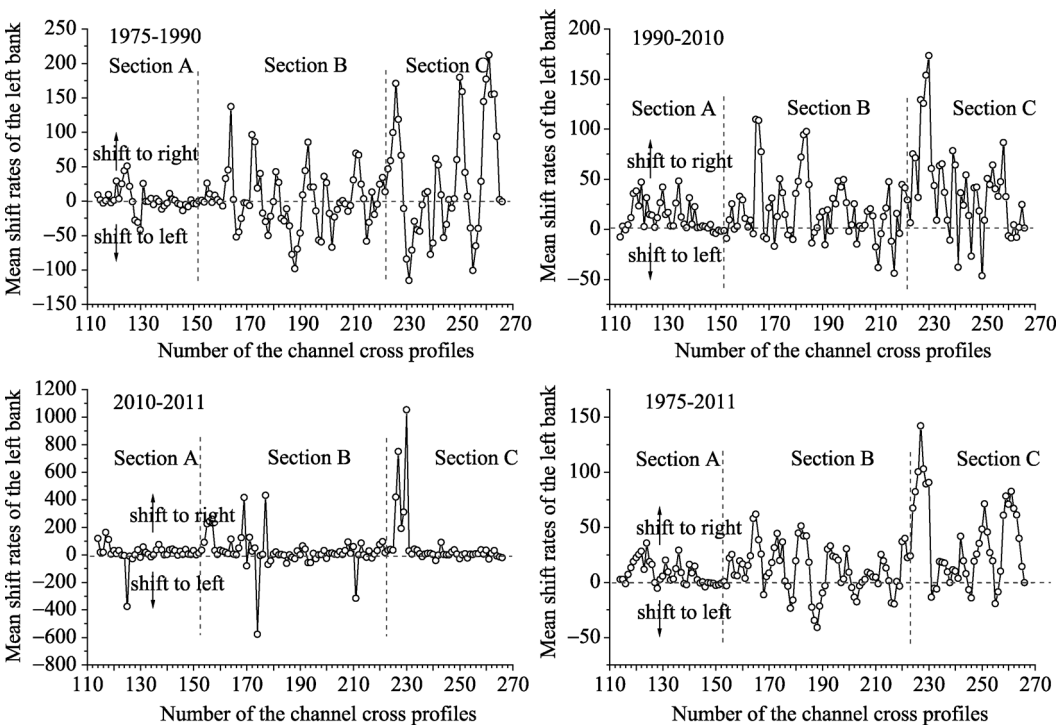 Mean shift rates of the left bank
250
200
150
100
50
0
−50
−100
−150
1975-1990
Section A
Section B
Section C
shift to right
shift to left
110 130 150 170 190 210 230 250 270
Number of the channel cross profiles
Mean shift rates of the left bank
200
150
100
50
0
−50
1990-2010
Section A
Section B
Section C
shift to right
shift to left
110 130 150 170 190 210 230 250 270
Number of the channel cross profiles
Mean shift rates of the left bank
1200
1000
800
600
400
200
0
−200
−400
−600
−800
2010-2011
Section A
Section B
Section C
shift to right
shift to left
110 130 150 170 190 210 230 250 270
Number of the channel cross profiles
Mean shift rates of the left bank
150
100
50
0
−50
1975-2011
Section A
Section B
Section C
shift to right
shift to left
110 130 150 170 190 210 230 250 270
Number of the channel cross profiles